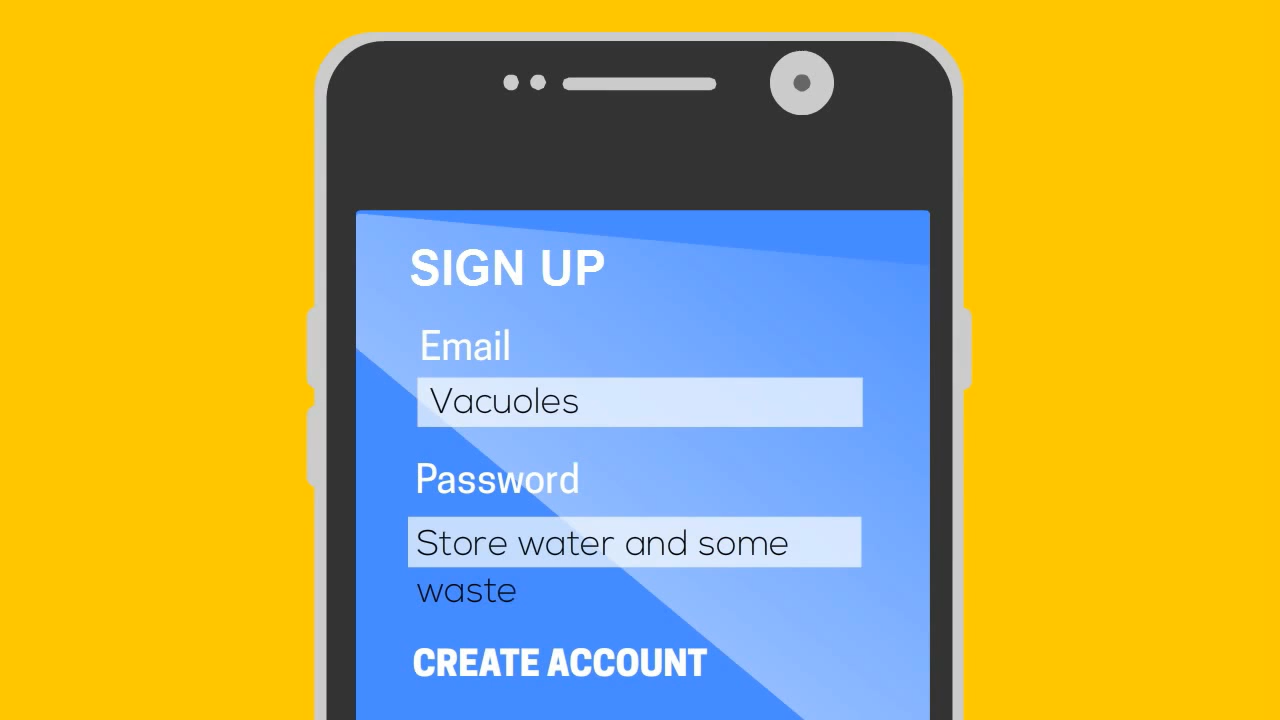 SIGN UP
Email
Vacuoles
Password
Store water and some
waste
CREATE ACCOUNT